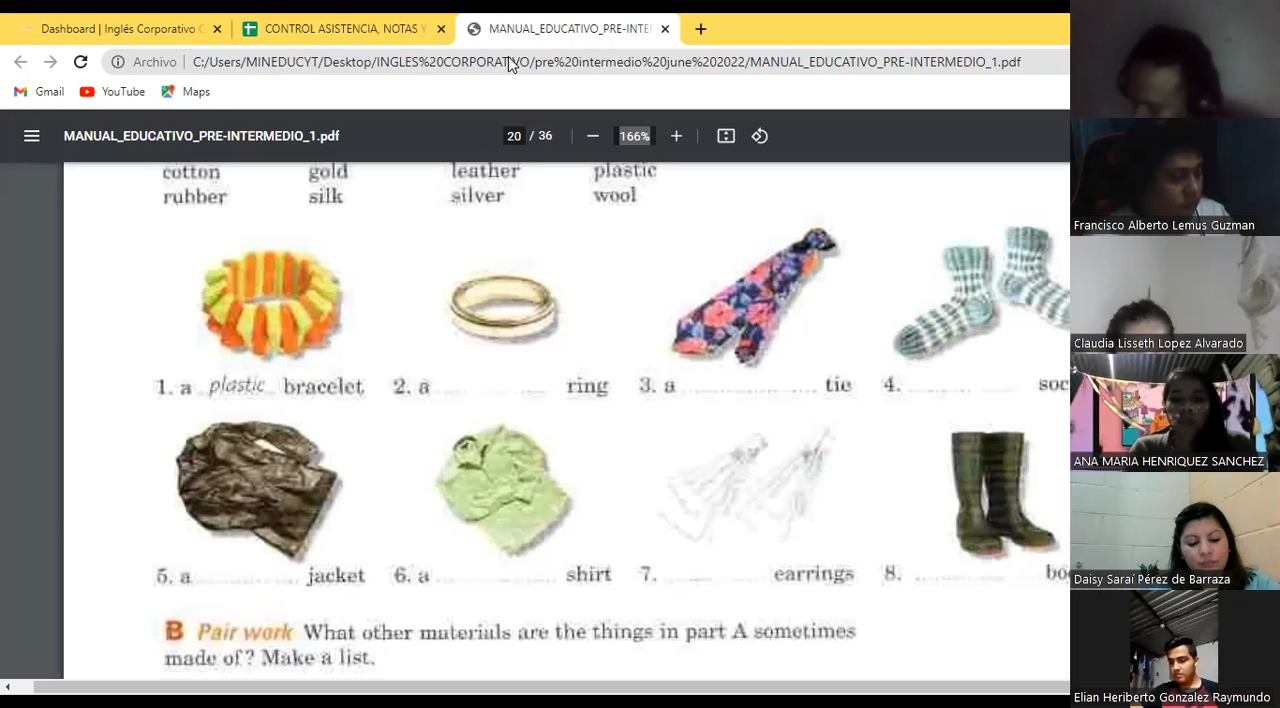 Dashboard | Inglés Corporativo C
CONTROL ASISTENCIA, NOTAS Y
MANUAL_EDUCATIVO_PRE-INTERME
Archivo
C:/Users/MINEDUCYT/Desktop/INGLES%20CORPORATIVO/pre%20intermedio%20june%202022/MANUAL_EDUCATIVO_PRE-INTERMEDIO_1.pdf
Gmail
YouTube
Maps
MANUAL_EDUCATIVO_PRE-INTERMEDIO_1.pdf
20 / 36
166%
cotton gold leather plastic
rubber silk silver wool
1. a plastic bracelet
2. a ring
3. a tie
4. soc
5. a jacket
6. a shirt
7. earrings
8. bo
B Pair work What other materials are the things in part A sometimes
made of? Make a list.
Francisco Alberto Lemus Guzman
Claudia Lisseth Lopez Alvarado
ANA MARIA HENRIQUEZ SANCHEZ
Daisy Saraí Pérez de Barraza
Elian Heriberto Gonzalez Raymundo